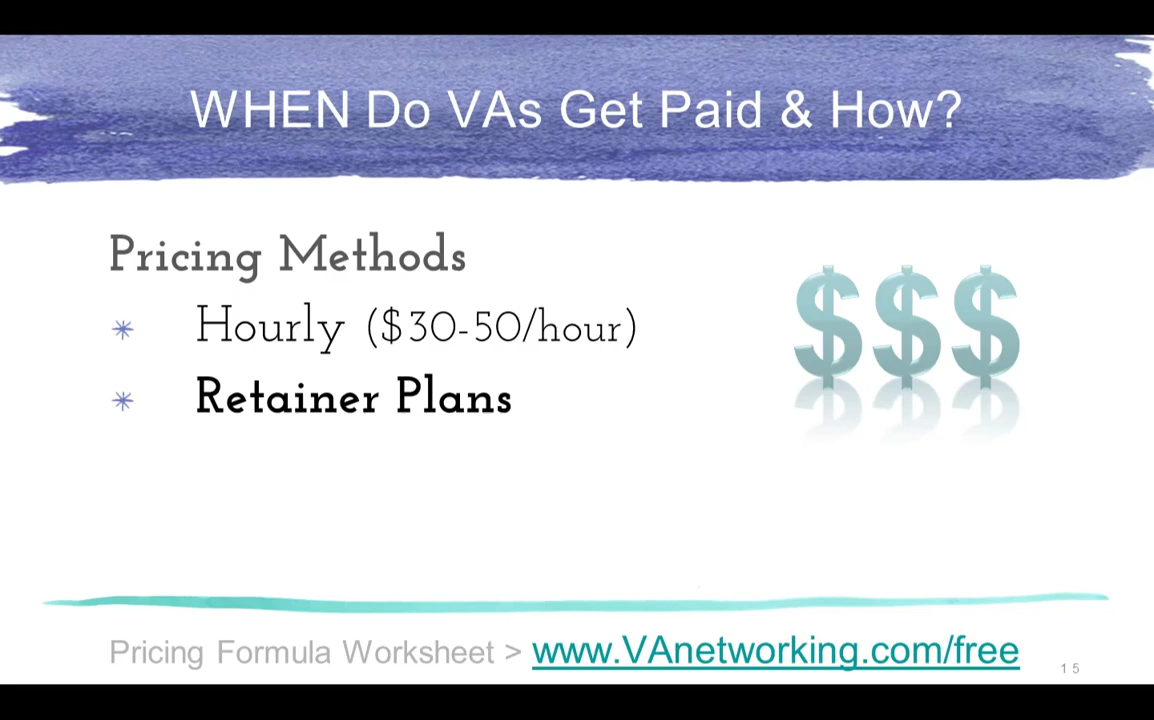 WHEN Do VAs Get Paid & How?
Pricing Methods
Hourly ($30-50/hour)
Retainer Plans
$$$
Pricing Formula Worksheet > www.VAnetworking.com/free
15